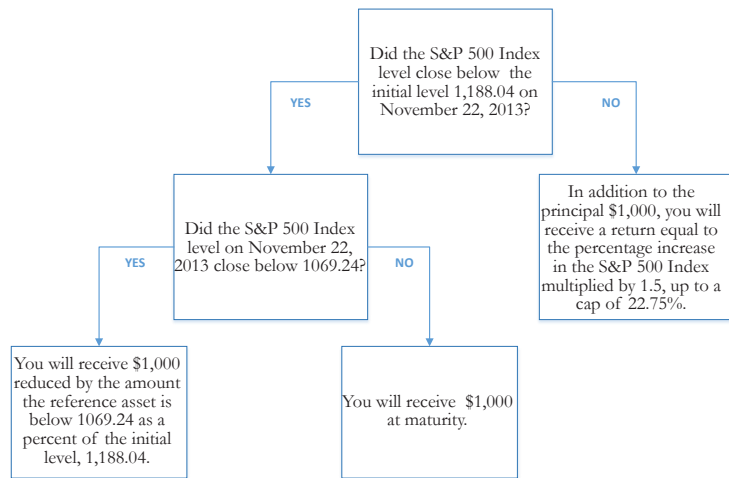 Did the S&P 500 Index
level close below the
initial level 1,188.04 on
November 22, 2013?
YES
NO
Did the S&P 500 Index
level on November 22,
2013 close below 1069.24?
In addition to the
principal $1,000, you will
receive a return equal to
the percentage increase
in the S&P 500 Index
multiplied by 1.5, up to a
cap of 22.75%.
YES
NO
You will receive $1,000
reduced by the amount
the reference asset is
below 1069.24 as a
percent of the initial
level, 1,188.04.
You will receive $1,000
at maturity.